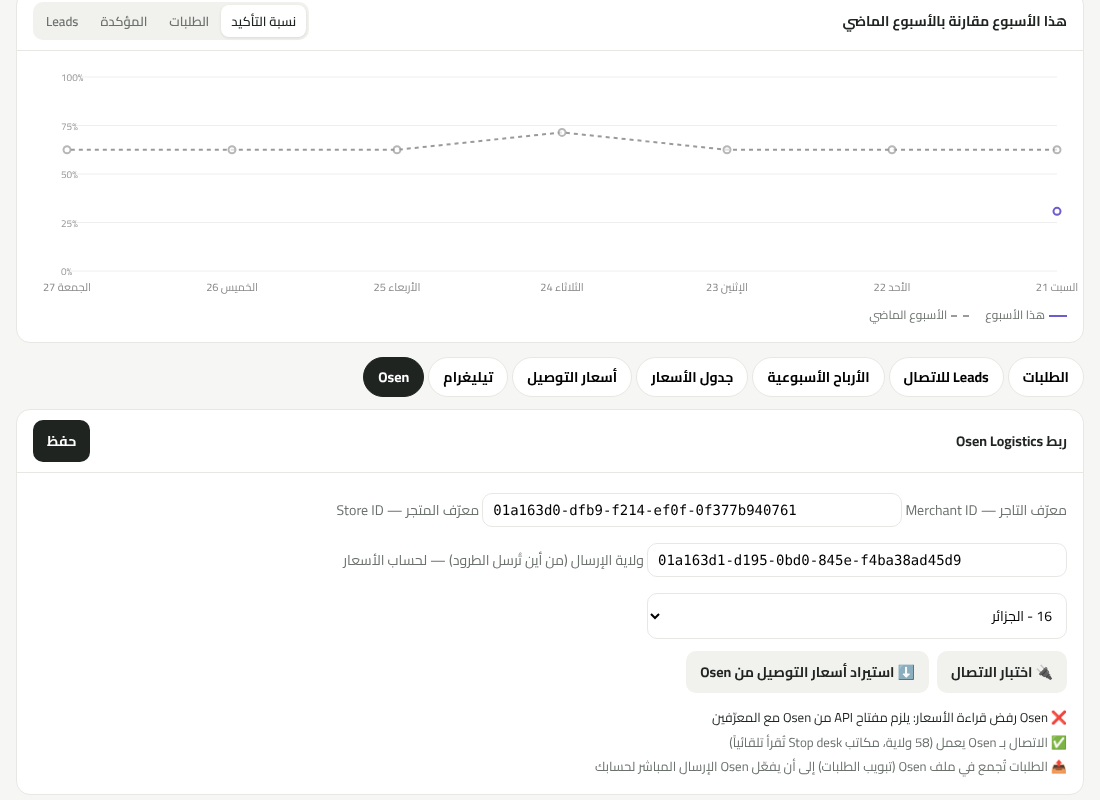 هذا الأسبوع مقارنة بالأسبوع الماضي
نسبة التأكيد الطلبات المؤكدة Leads
100%
75%
50%
25%
0%
السبت 21 الأحد 22 الإثنين 23 الثلاثاء 24 الأربعاء 25 الخميس 26 الجمعة 27
هذا الأسبوع الأسبوع الماضي
الطلبات Leads للاتصال الأرباح الأسبوعية جدول الأسعار أسعار التوصيل تيليغرام Osen
ربط Osen Logistics حفظ
معرّف التاجر — Merchant ID 01a163d0-dfb9-f214-ef0f-0f377b940761 معرّف المتجر — Store ID
01a163d1-d195-0bd0-845e-f4ba38ad45d9 ولاية الإرسال (من أين تُرسل الطرود) — لحساب الأسعار
16 - الجزائر
🔌 اختبار الاتصال ⬇️ استيراد أسعار التوصيل من Osen
❌ Osen رفض قراءة الأسعار: يلزم مفتاح API من Osen مع المعرّفين
✅ الاتصال بـ Osen يعمل (58 ولاية، مكاتب Stop desk تُقرأ تلقائياً)
📤 الطلبات تُجمع في ملف Osen (تبويب الطلبات) إلى أن يفعّل Osen الإرسال المباشر لحسابك